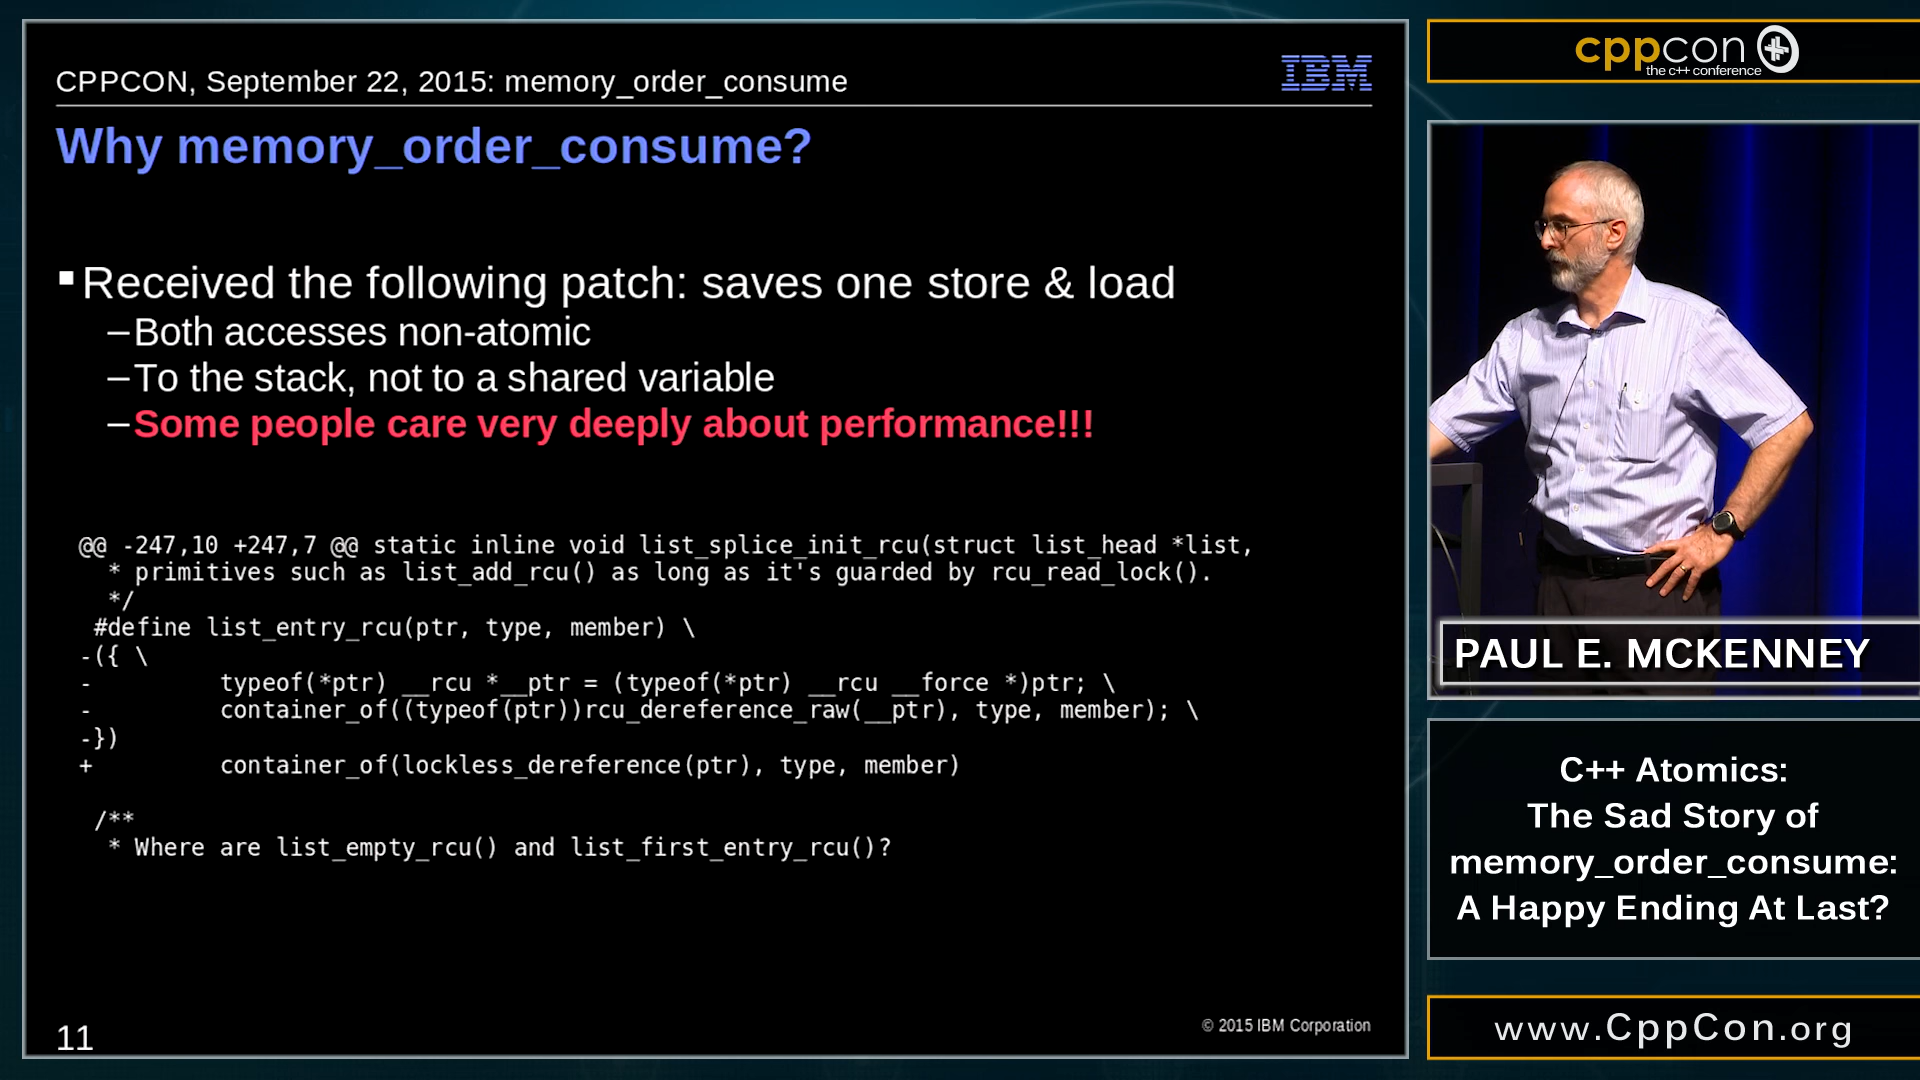 CPPCON, September 22, 2015: memory_order_consume
IBM
Why memory_order_consume?
▪Received the following patch: saves one store & load
–Both accesses non-atomic
–To the stack, not to a shared variable
–Some people care very deeply about performance!!!
@@ -247,10 +247,7 @@ static inline void list_splice_init_rcu(struct list_head *list,
  * primitives such as list_add_rcu() as long as it's guarded by rcu_read_lock().
  */
 #define list_entry_rcu(ptr, type, member) \
-({ \
-         typeof(*ptr) __rcu *__ptr = (typeof(*ptr) __rcu __force *)ptr; \
-         container_of((typeof(ptr))rcu_dereference_raw(__ptr), type, member); \
-})
+         container_of(lockless_dereference(ptr), type, member)
 /**
  * Where are list_empty_rcu() and list_first_entry_rcu()?
11
© 2015 IBM Corporation
cppcon
the c++ conference
PAUL E. MCKENNEY
C++ Atomics:
The Sad Story of
memory_order_consume:
A Happy Ending At Last?
www.CppCon.org